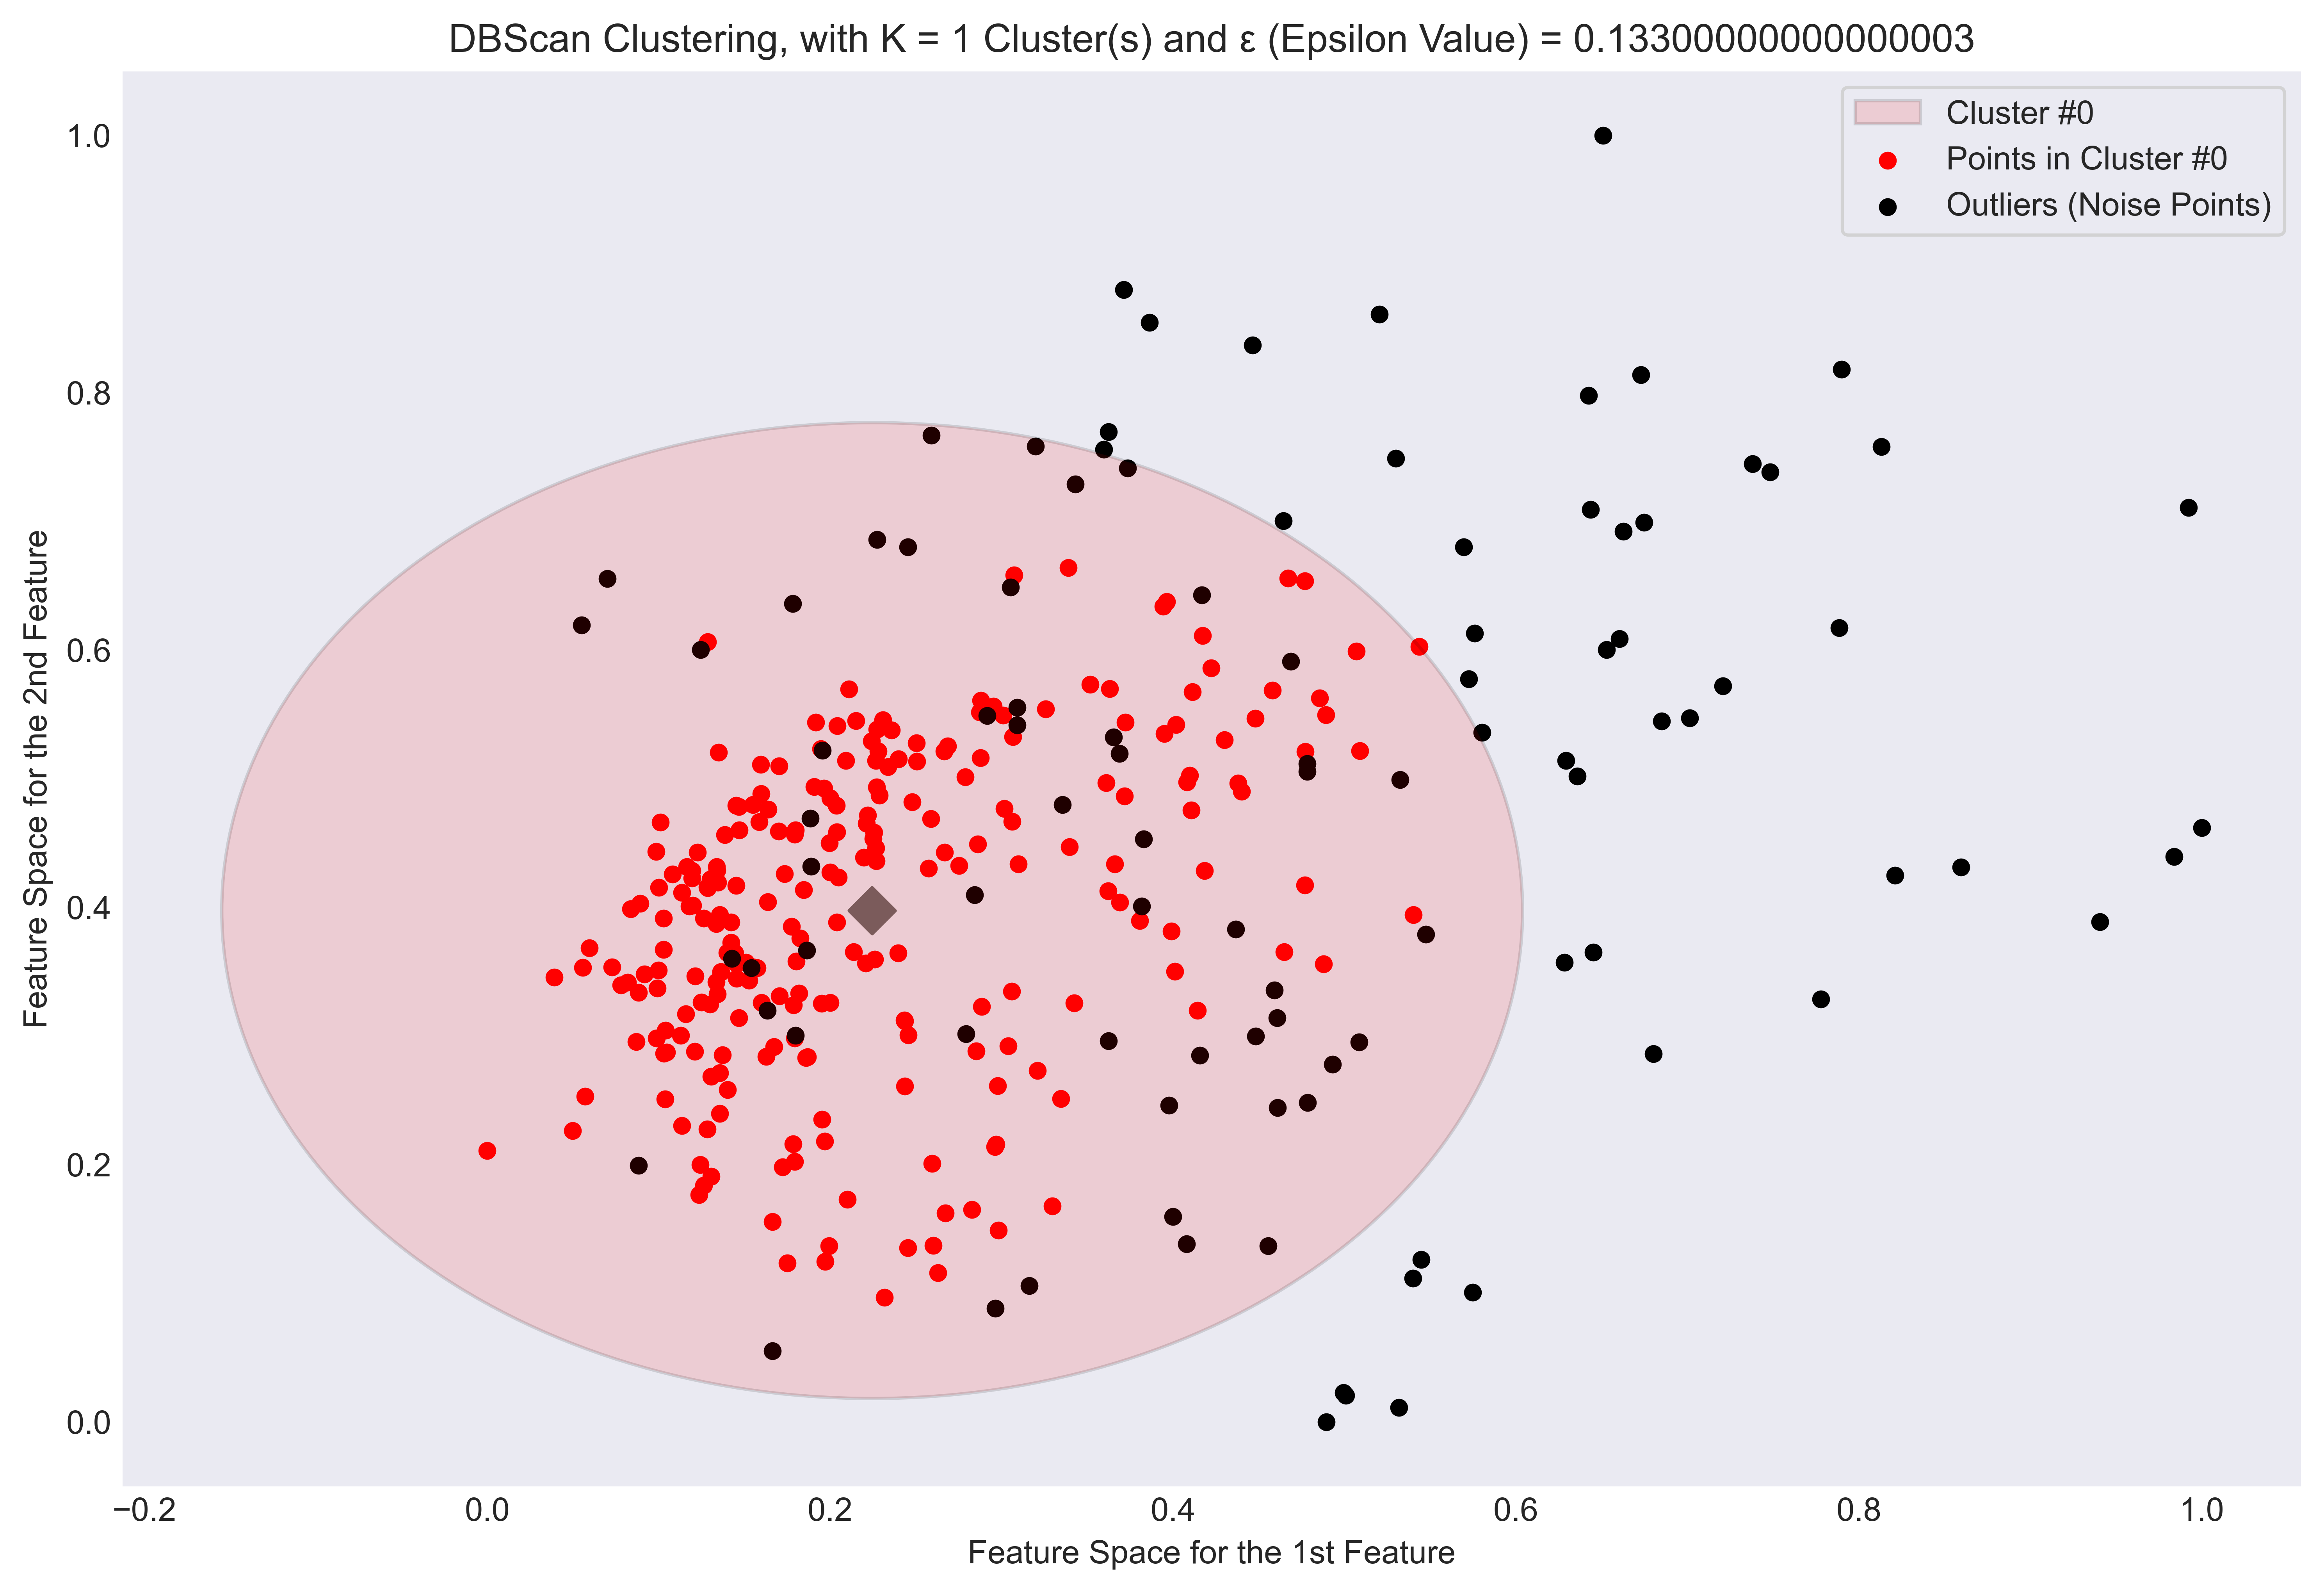 DBScan Clustering, with K = 1 Cluster(s) and ε (Epsilon Value) = 0.13300000000000003
Cluster #0
Points in Cluster #0
Outliers (Noise Points)
1.0
0.8
0.6
0.4
0.2
0.0
Feature Space for the 2nd Feature
−0.2 0.0 0.2 0.4 0.6 0.8 1.0
Feature Space for the 1st Feature